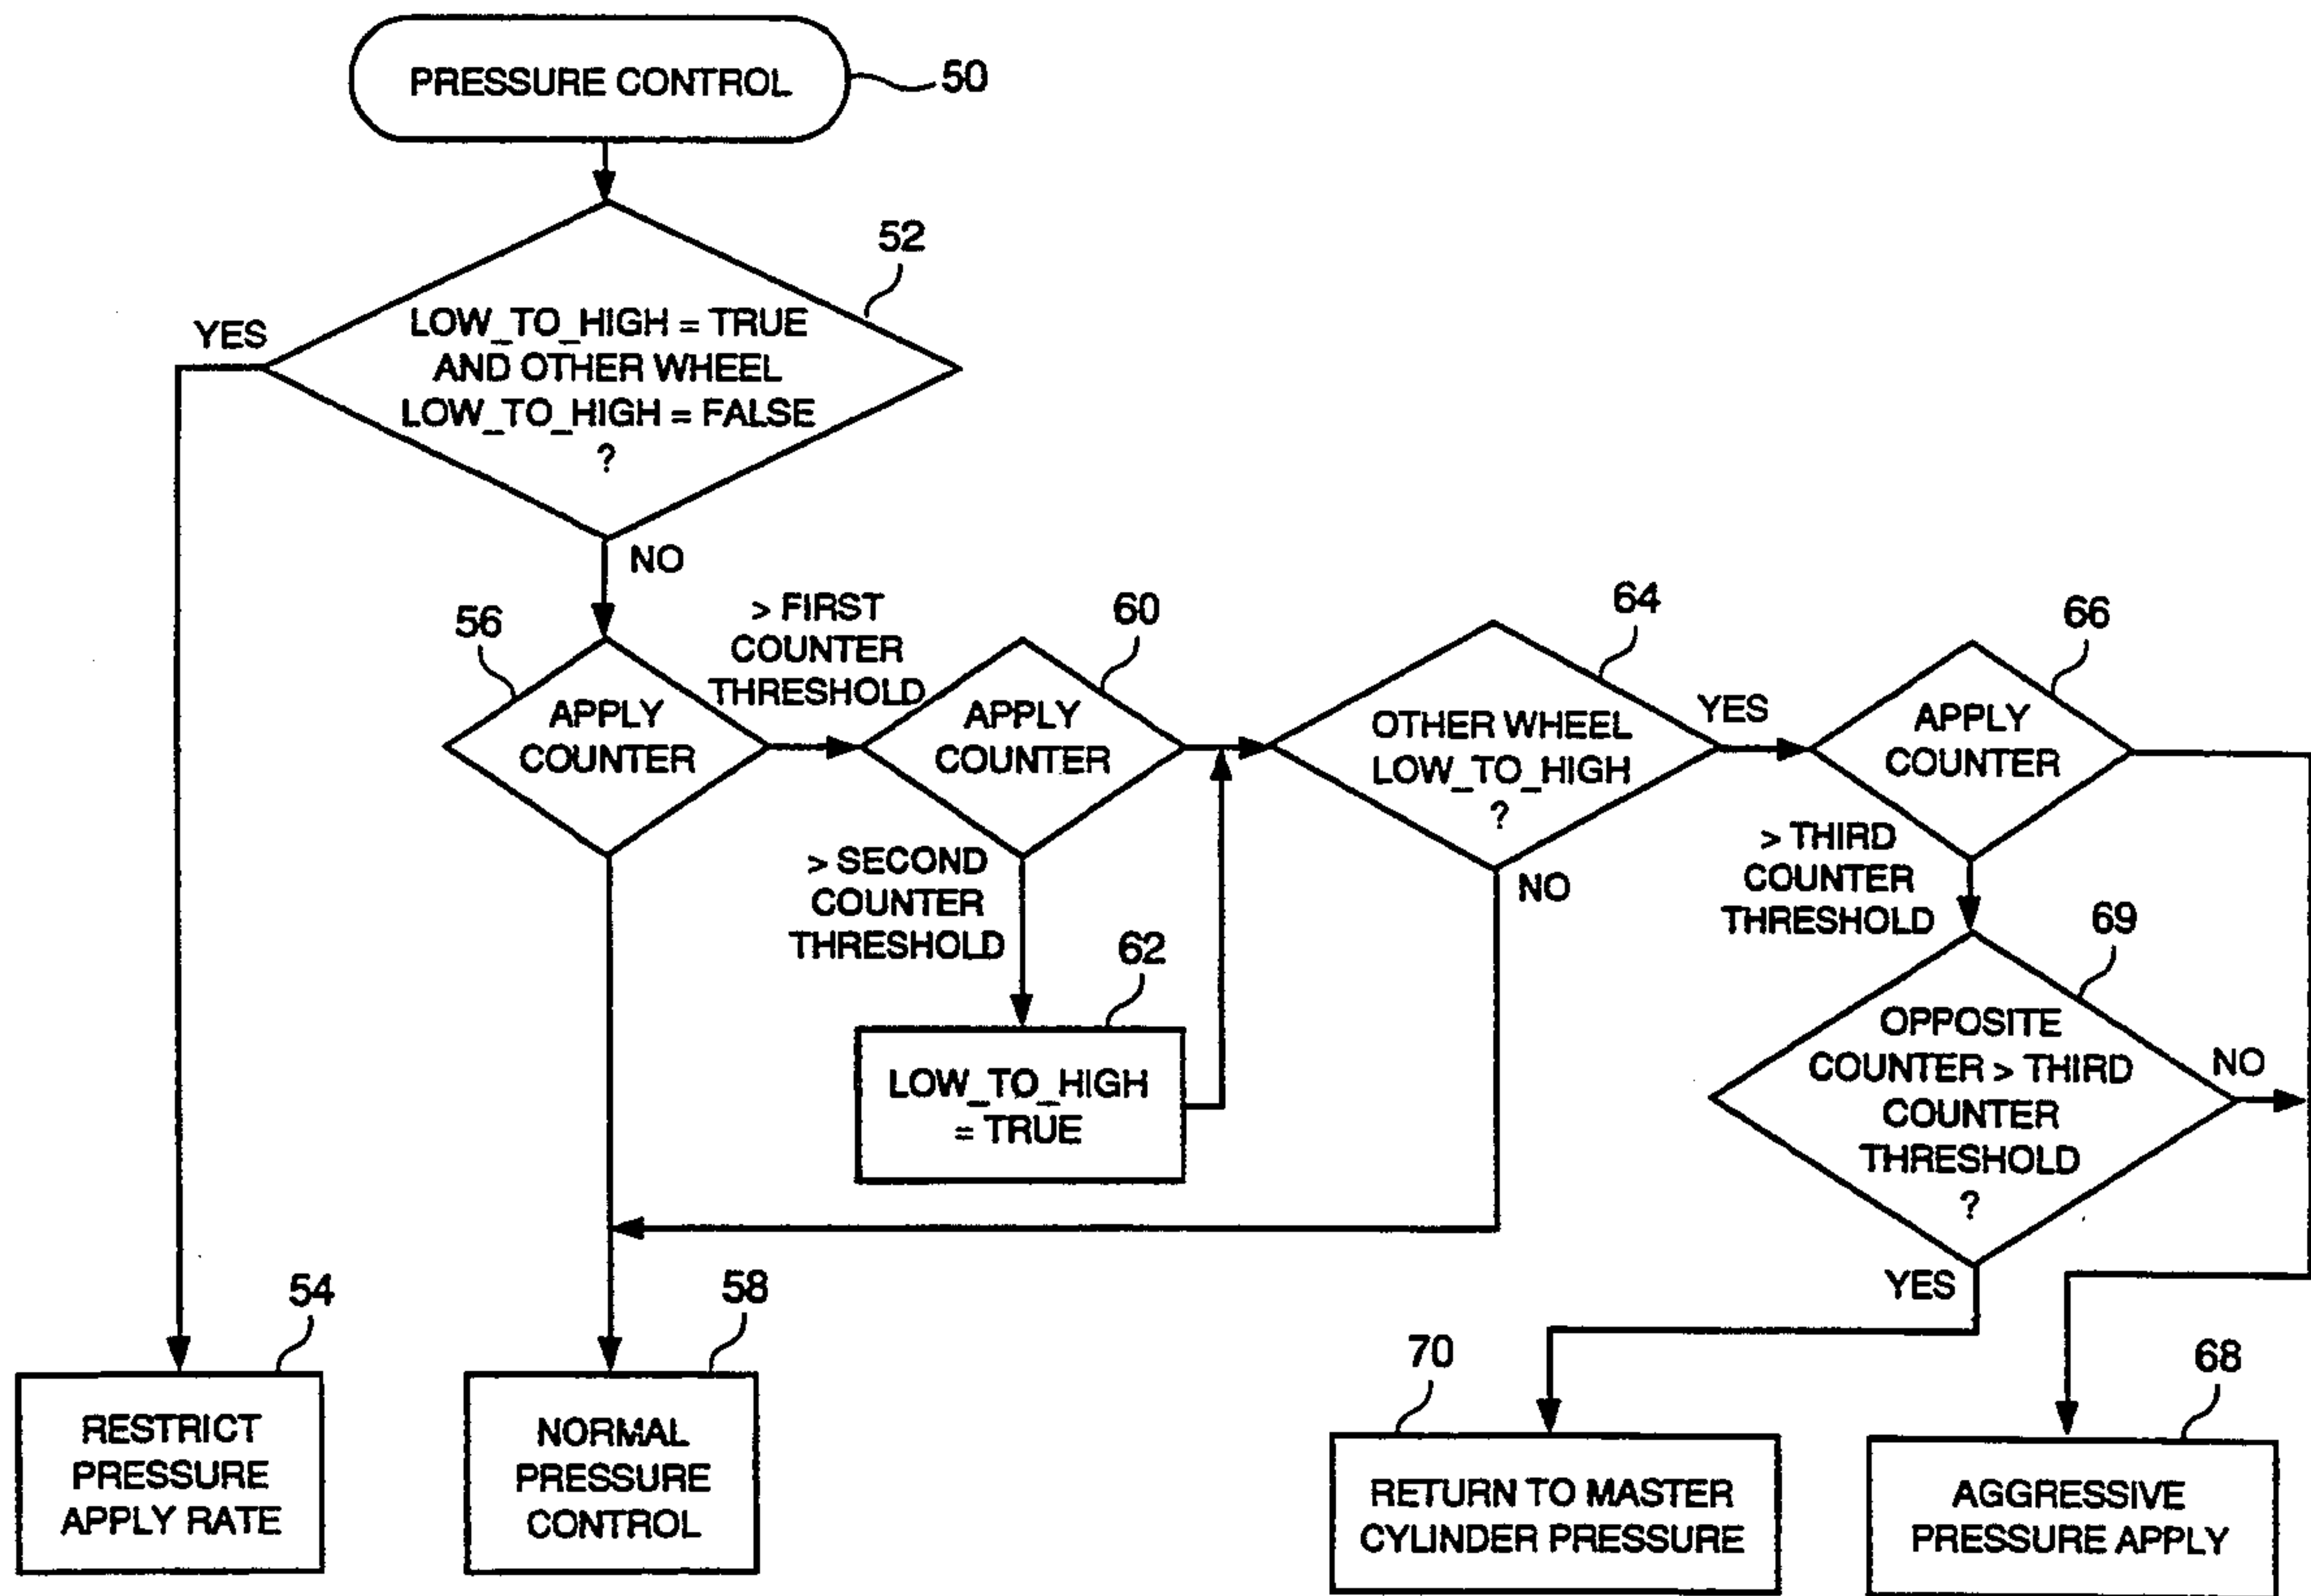 PRESSURE CONTROL
50
52
LOW_TO_HIGH = TRUE
AND OTHER WHEEL
LOW_TO_HIGH = FALSE
?
YES
NO
56
APPLY
COUNTER
> FIRST
COUNTER
THRESHOLD
60
APPLY
COUNTER
> SECOND
COUNTER
THRESHOLD
62
LOW_TO_HIGH
= TRUE
64
OTHER WHEEL
LOW_TO_HIGH
?
YES
NO
66
APPLY
COUNTER
> THIRD
COUNTER
THRESHOLD
69
OPPOSITE
COUNTER > THIRD
COUNTER
THRESHOLD
?
NO
YES
54
RESTRICT
PRESSURE
APPLY RATE
58
NORMAL
PRESSURE
CONTROL
70
RETURN TO MASTER
CYLINDER PRESSURE
68
AGGRESSIVE
PRESSURE APPLY